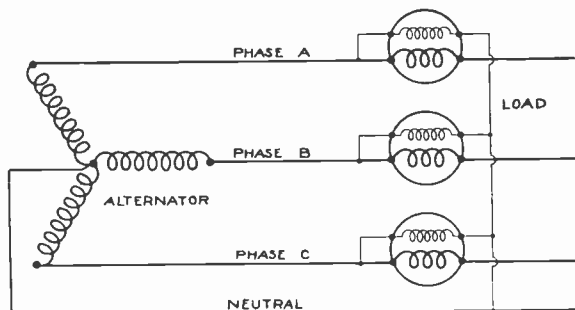 PHASE A
LOAD
PHASE B
ALTERNATOR
PHASE C
NEUTRAL